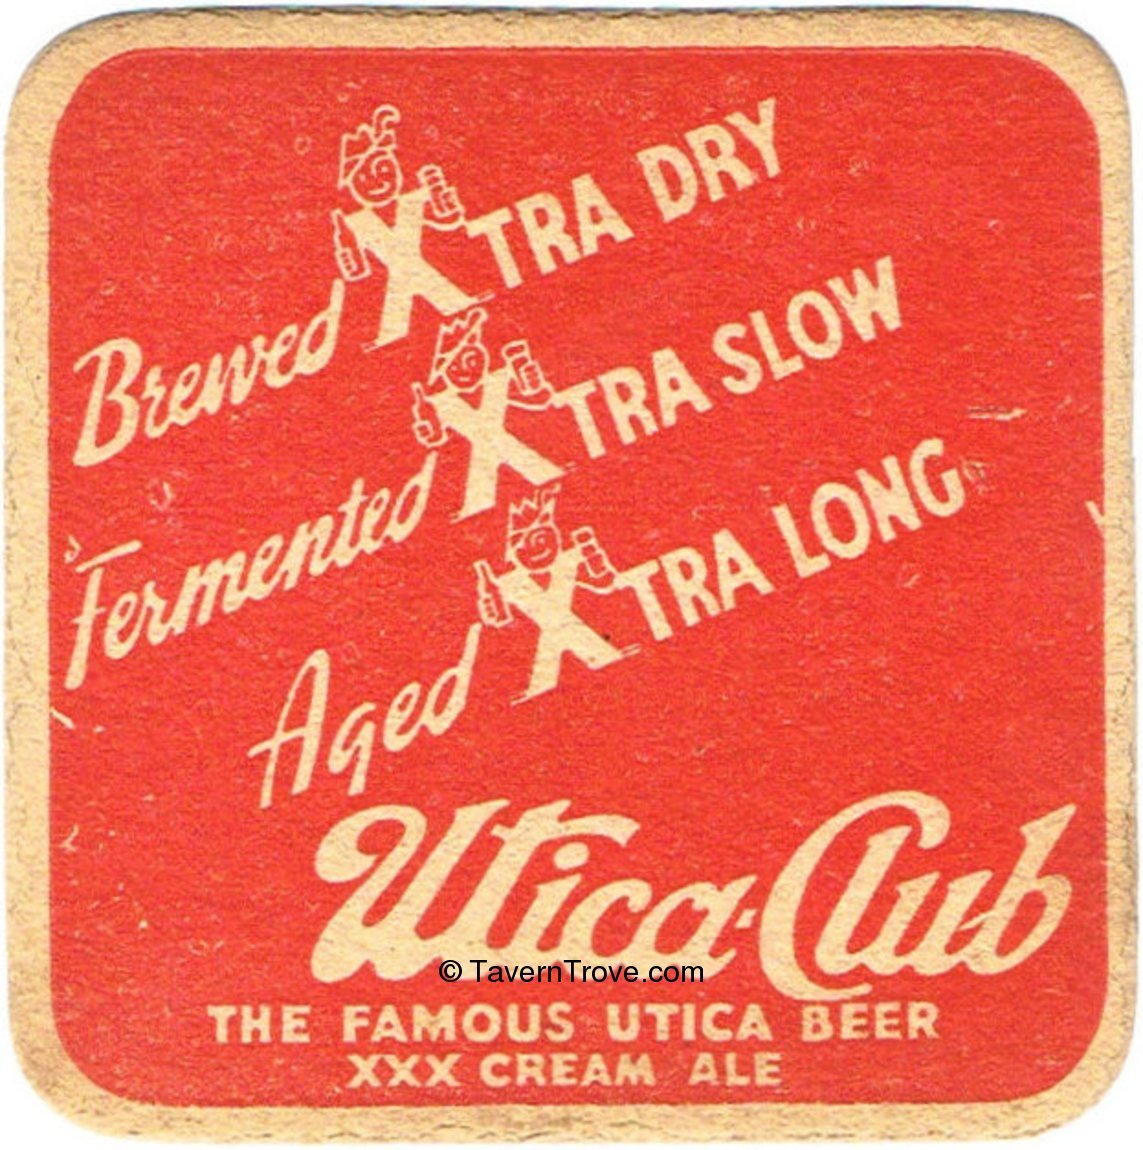 Brewed XTRA DRY
Fermented XTRA SLOW
Aged XTRA LONG
Utica-Club
© TavernTrove.com
THE FAMOUS UTICA BEER
XXX CREAM ALE